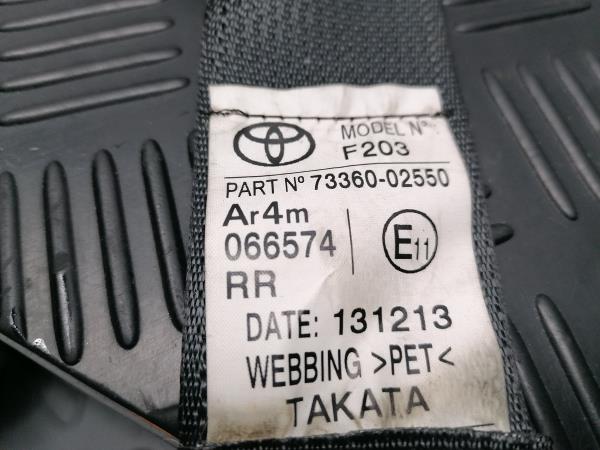 MODEL Nº
F203
PART Nº 73360-02550
Ar4m
066574
E11
RR
DATE: 131213
WEBBING >PET<
TAKATA